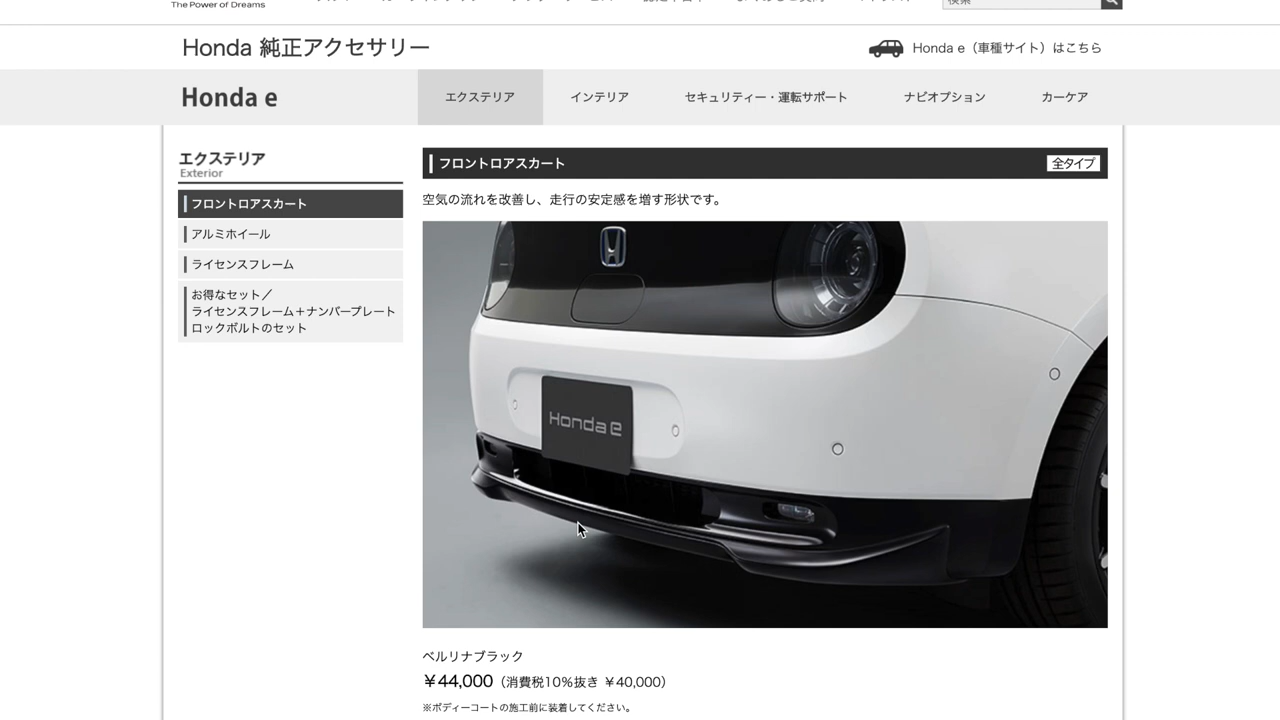 The Power of Dreams
検索
Honda 純正アクセサリー
Honda e（車種サイト）はこちら
Honda e
エクステリア
インテリア
セキュリティー・運転サポート
ナビオプション
カーケア
エクステリア
Exterior
フロントロアスカート
アルミホイール
ライセンスフレーム
お得なセット／
ライセンスフレーム＋ナンバープレート
ロックボルトのセット
フロントロアスカート
全タイプ
空気の流れを改善し、走行の安定感を増す形状です。
Honda e
ベルリナブラック
￥44,000（消費税10％抜き ￥40,000）
※ボディーコートの施工前に装着してください。